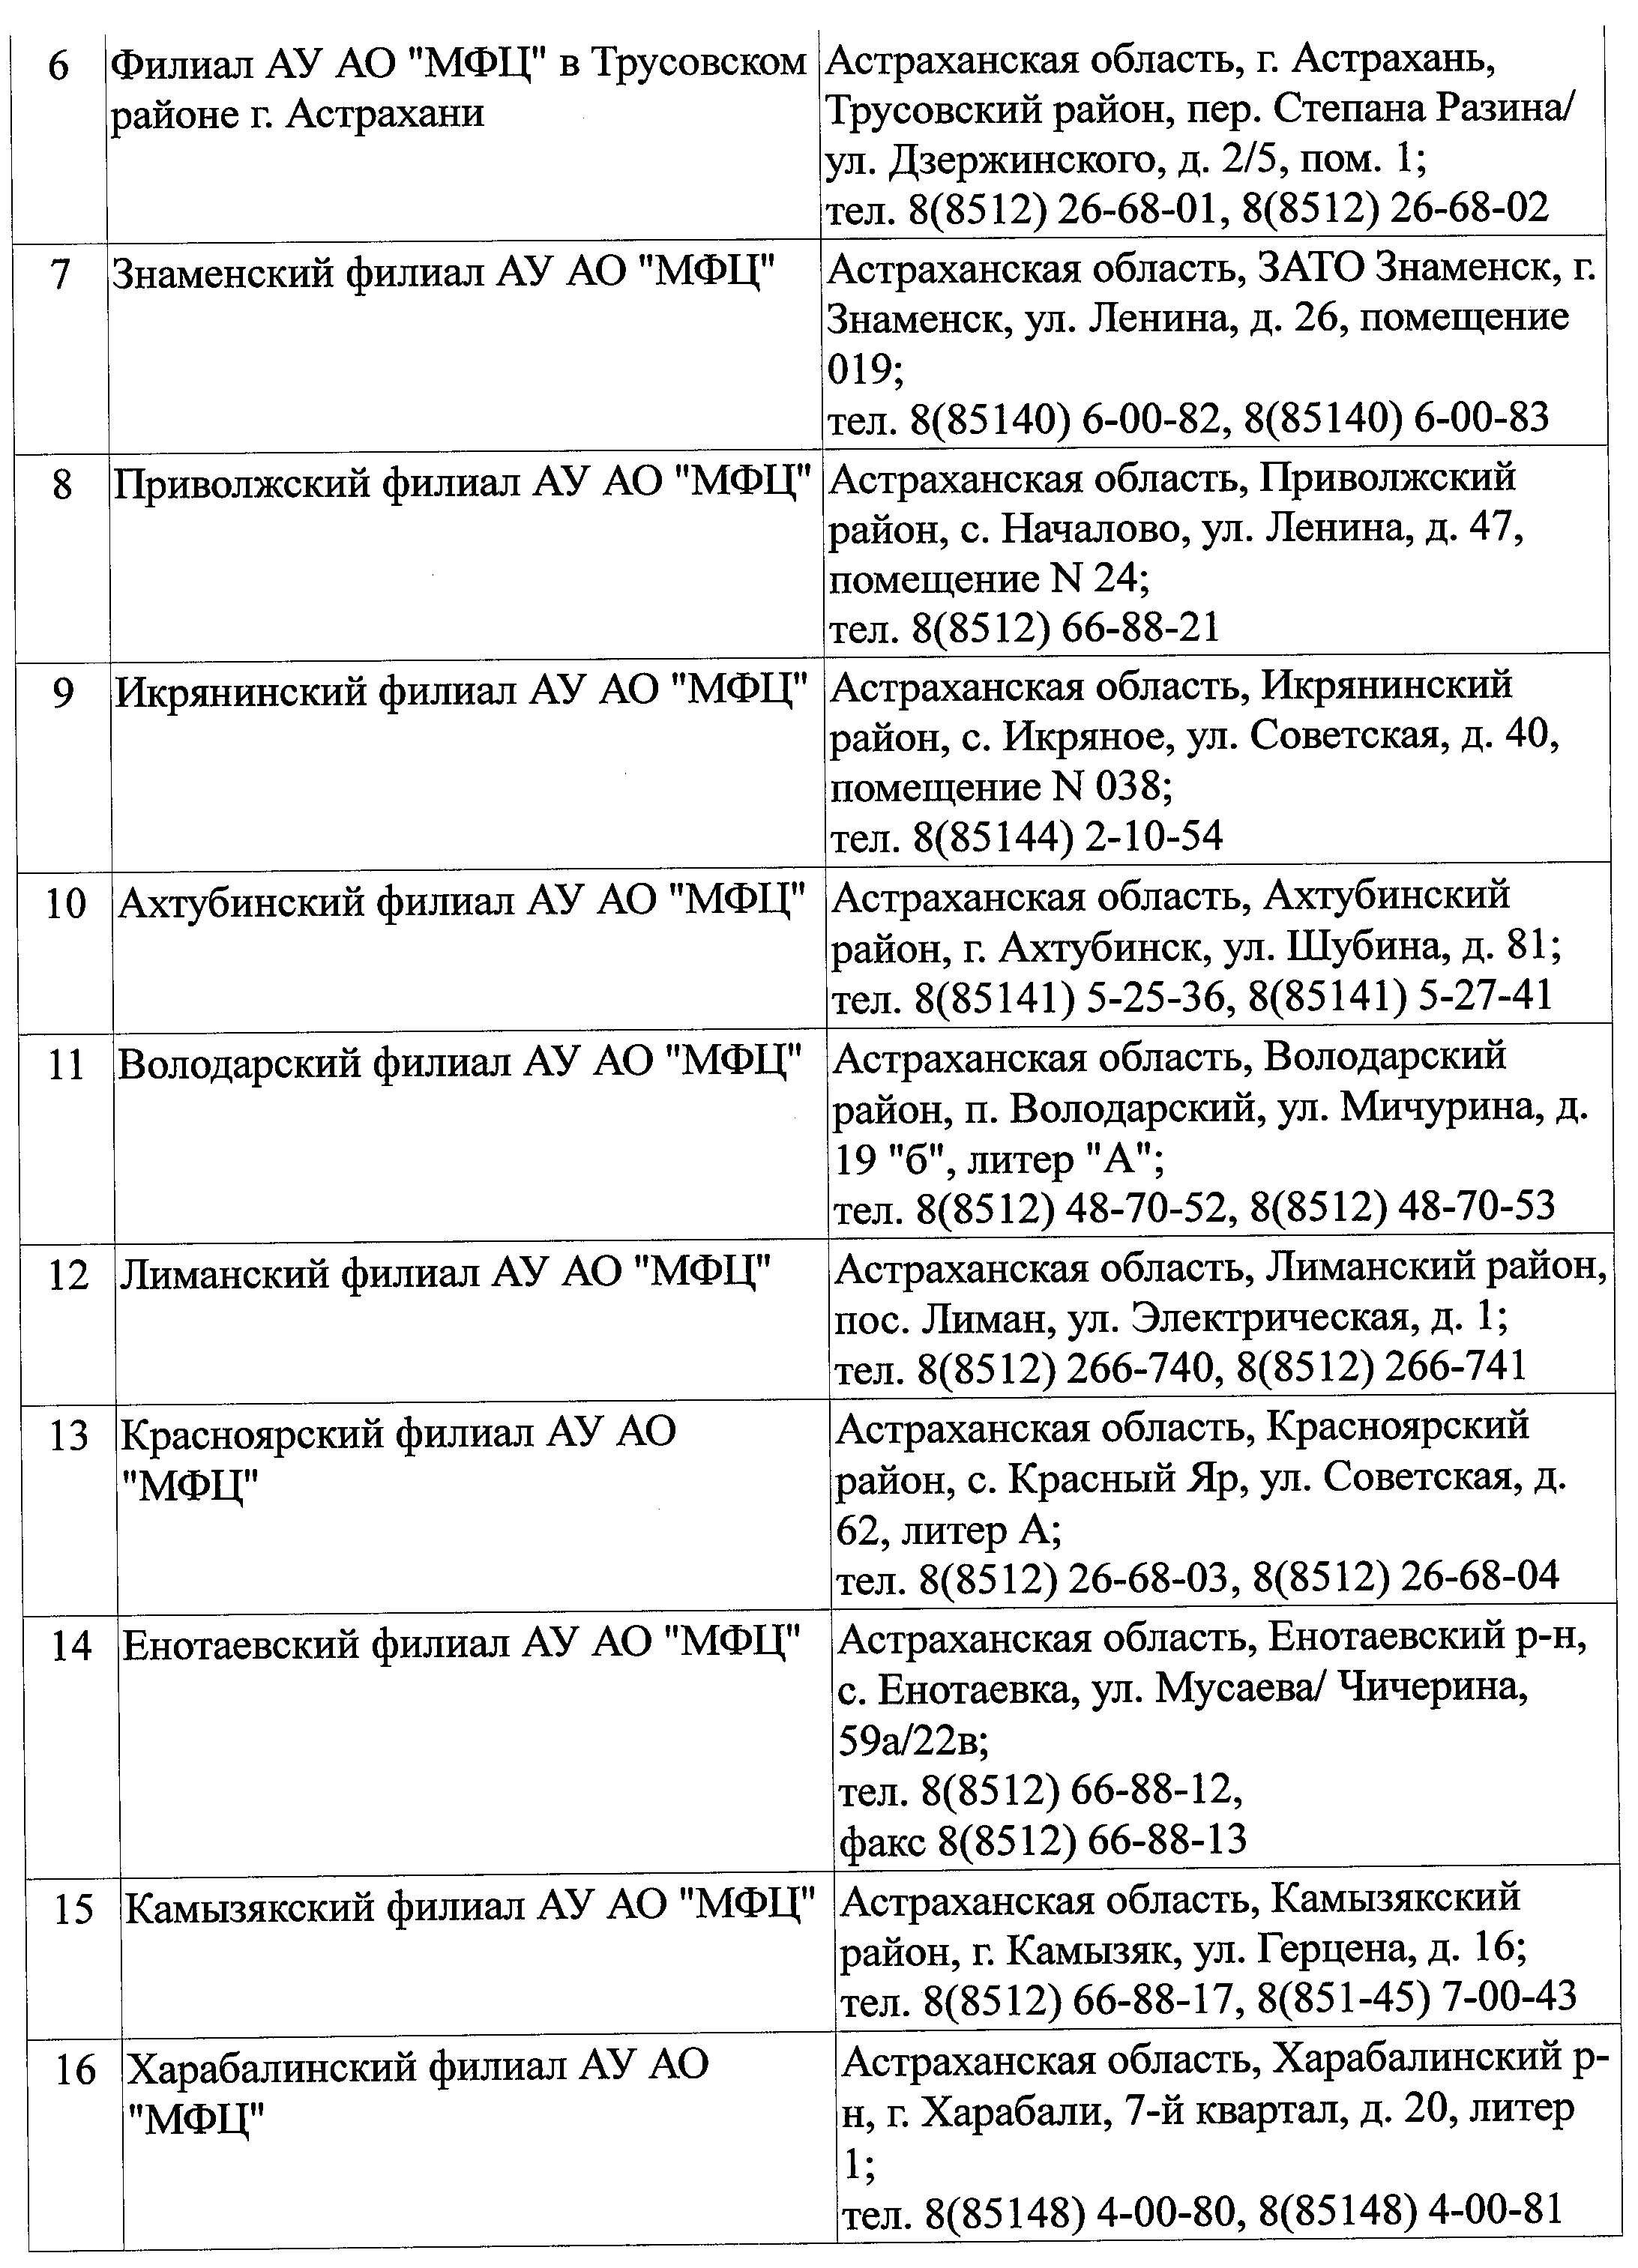 6
Филиал АУ АО "МФЦ" в Трусовском
районе г. Астрахани
Астраханская область, г. Астрахань,
Трусовский район, пер. Степана Разина/
ул. Дзержинского, д. 2/5, пом. 1;
тел. 8(8512) 26-68-01, 8(8512) 26-68-02
7
Знаменский филиал АУ АО "МФЦ"
Астраханская область, ЗАТО Знаменск, г.
Знаменск, ул. Ленина, д. 26, помещение
019;
тел. 8(85140) 6-00-82, 8(85140) 6-00-83
8
Приволжский филиал АУ АО "МФЦ"
Астраханская область, Приволжский
район, с. Началово, ул. Ленина, д. 47,
помещение N 24;
тел. 8(8512) 66-88-21
9
Икрянинский филиал АУ АО "МФЦ"
Астраханская область, Икрянинский
район, с. Икряное, ул. Советская, д. 40,
помещение N 038;
тел. 8(85144) 2-10-54
10
Ахтубинский филиал АУ АО "МФЦ"
Астраханская область, Ахтубинский
район, г. Ахтубинск, ул. Шубина, д. 81;
тел. 8(85141) 5-25-36, 8(85141) 5-27-41
11
Володарский филиал АУ АО "МФЦ"
Астраханская область, Володарский
район, п. Володарский, ул. Мичурина, д.
19 "б", литер "А";
тел. 8(8512) 48-70-52, 8(8512) 48-70-53
12
Лиманский филиал АУ АО "МФЦ"
Астраханская область, Лиманский район,
пос. Лиман, ул. Электрическая, д. 1;
тел. 8(8512) 266-740, 8(8512) 266-741
13
Красноярский филиал АУ АО
"МФЦ"
Астраханская область, Красноярский
район, с. Красный Яр, ул. Советская, д.
62, литер А;
тел. 8(8512) 26-68-03, 8(8512) 26-68-04
14
Енотаевский филиал АУ АО "МФЦ"
Астраханская область, Енотаевский р-н,
с. Енотаевка, ул. Мусаева/ Чичерина,
59а/22в;
тел. 8(8512) 66-88-12,
факс 8(8512) 66-88-13
15
Камызякский филиал АУ АО "МФЦ"
Астраханская область, Камызякский
район, г. Камызяк, ул. Герцена, д. 16;
тел. 8(8512) 66-88-17, 8(851-45) 7-00-43
16
Харабалинский филиал АУ АО
"МФЦ"
Астраханская область, Харабалинский р-
н, г. Харабали, 7-й квартал, д. 20, литер
1;
тел. 8(85148) 4-00-80, 8(85148) 4-00-81